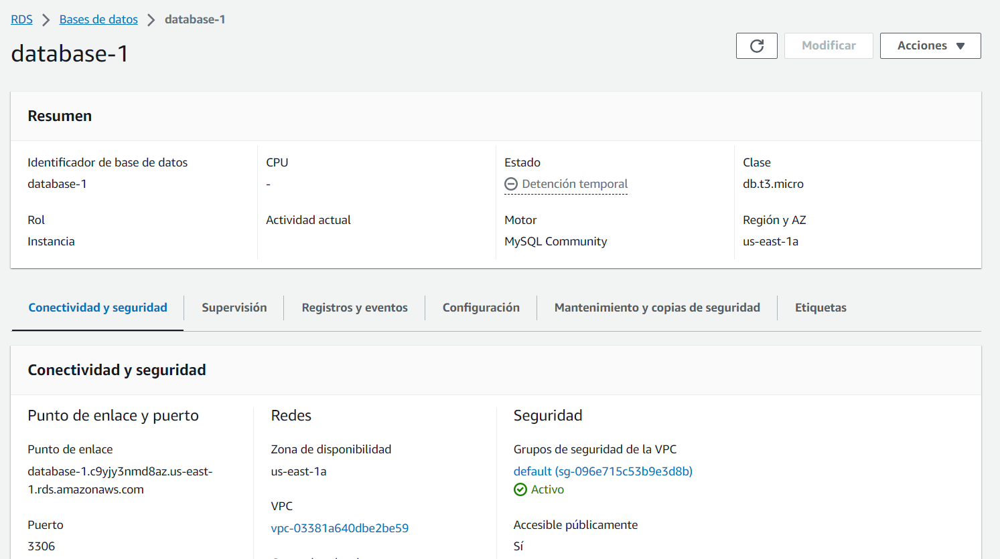 RDS > Bases de datos > database-1
database-1
Modificar
Acciones
Resumen
Identificador de base de datos
database-1
CPU
-
Estado
Detención temporal
Clase
db.t3.micro
Rol
Instancia
Actividad actual
Motor
MySQL Community
Región y AZ
us-east-1a
Conectividad y seguridad
Supervisión
Registros y eventos
Configuración
Mantenimiento y copias de seguridad
Etiquetas
Conectividad y seguridad
Punto de enlace y puerto
Punto de enlace
database-1.c9yjy3nmd8az.us-east-
1.rds.amazonaws.com
Puerto
3306
Redes
Zona de disponibilidad
us-east-1a
VPC
vpc-03381a640dbe2be59
Seguridad
Grupos de seguridad de la VPC
default (sg-096e715c53b9e3d8b)
Activo
Accesible públicamente
Sí